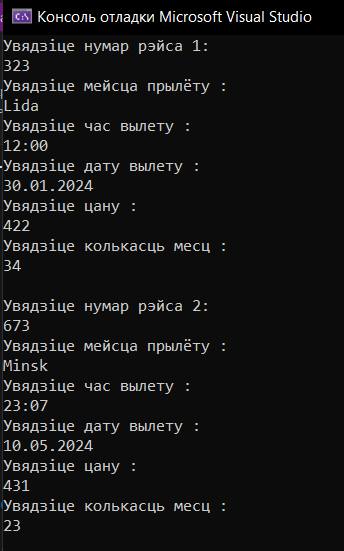 Консоль отладки Microsoft Visual Studio
Увядзіце нумар рэйса 1:
323
Увядзіце мейсца прылёту :
Lida
Увядзіце час вылету :
12:00
Увядзіце дату вылету :
30.01.2024
Увядзіце цану :
422
Увядзіце колькасць месц :
34
Увядзіце нумар рэйса 2:
673
Увядзіце мейсца прылёту :
Minsk
Увядзіце час вылету :
23:07
Увядзіце дату вылету :
10.05.2024
Увядзіце цану :
431
Увядзіце колькасць месц :
23